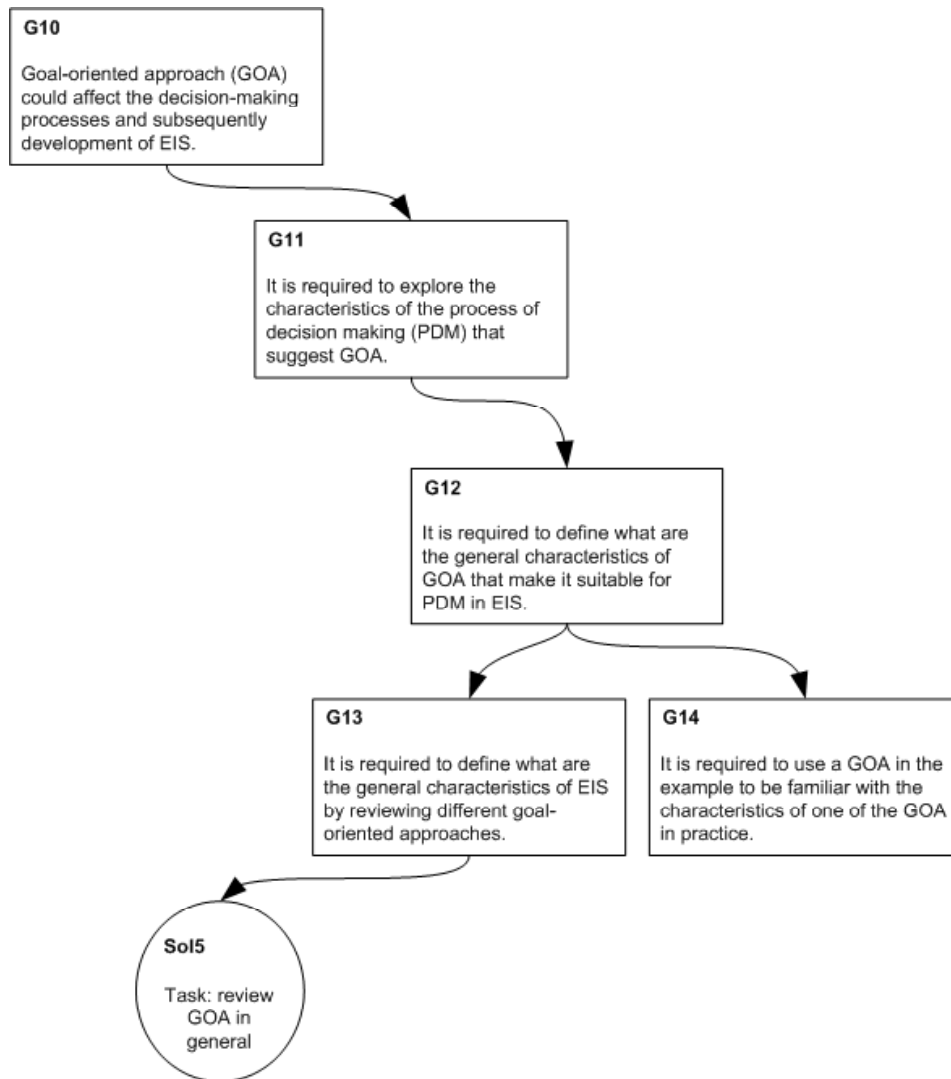 G10
Goal-oriented approach (GOA)
could affect the decision-making
processes and subsequently
development of EIS.
G11
It is required to explore the
characteristics of the process of
decision making (PDM) that
suggest GOA.
G12
It is required to define what are
the general characteristics of
GOA that make it suitable for
PDM in EIS.
G13
It is required to define what are
the general characteristics of EIS
by reviewing different goal-
oriented approaches.
G14
It is required to use a GOA in the
example to be familiar with the
characteristics of one of the GOA
in practice.
Sol5
Task: review
GOA in
general